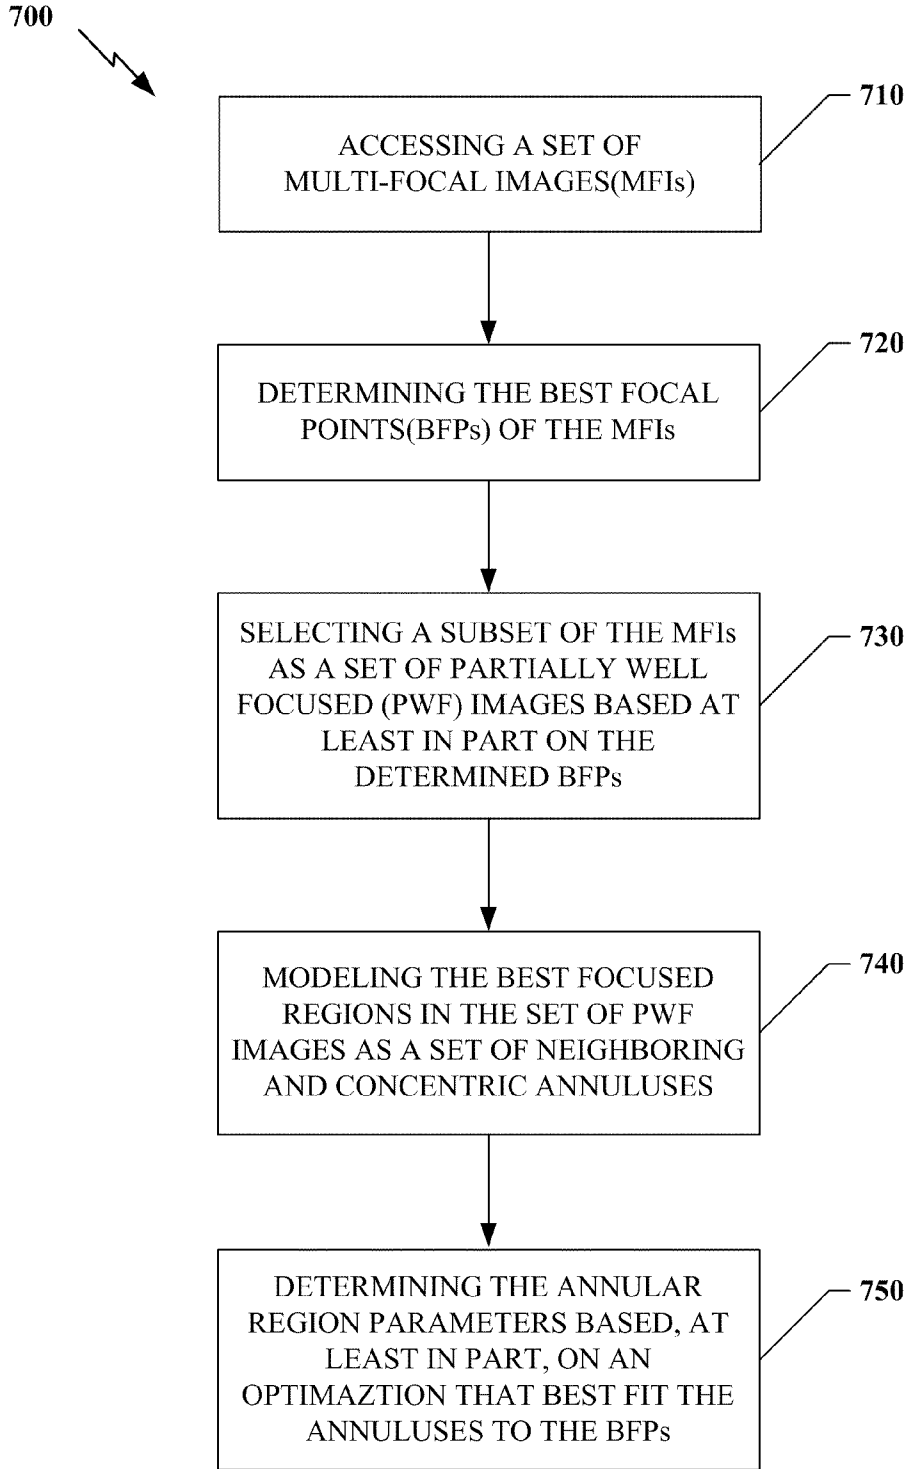 700
710
ACCESSING A SET OF
MULTI-FOCAL IMAGES(MFIs)
720
DETERMINING THE BEST FOCAL
POINTS(BFPs) OF THE MFIs
730
SELECTING A SUBSET OF THE MFIs
AS A SET OF PARTIALLY WELL
FOCUSED (PWF) IMAGES BASED AT
LEAST IN PART ON THE
DETERMINED BFPs
740
MODELING THE BEST FOCUSED
REGIONS IN THE SET OF PWF
IMAGES AS A SET OF NEIGHBORING
AND CONCENTRIC ANNULUSES
750
DETERMINING THE ANNULAR
REGION PARAMETERS BASED, AT
LEAST IN PART, ON AN
OPTIMAZTION THAT BEST FIT THE
ANNULUSES TO THE BFPs